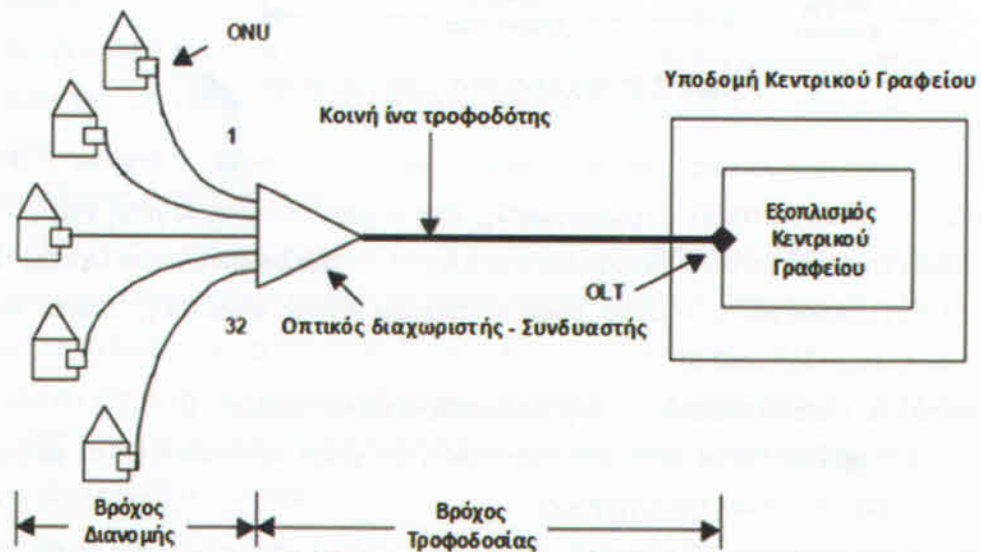 ONU
Υποδομή Κεντρικού Γραφείου
Κοινή ίνα τροφοδότης
1
Εξοπλισμός
Κεντρικού
Γραφείου
OLT
32
Οπτικός διαχωριστής - Συνδυαστής
Βρόχος
Διανομής
Βρόχος
Τροφοδοσίας